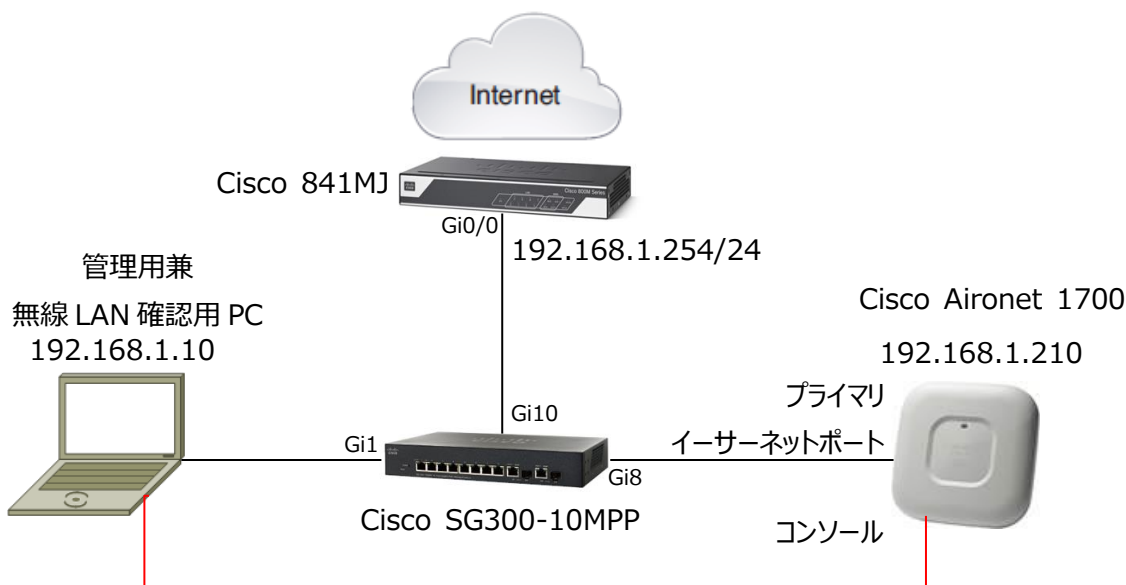 Internet
Cisco 841MJ
Cisco 800M Series
Gi0/0
192.168.1.254/24
管理用兼
無線 LAN 確認用 PC
192.168.1.10
Cisco Aironet 1700
192.168.1.210
プライマリ
イーサーネットポート
Gi10
Gi1
Gi8
Cisco SG300-10MPP
コンソール